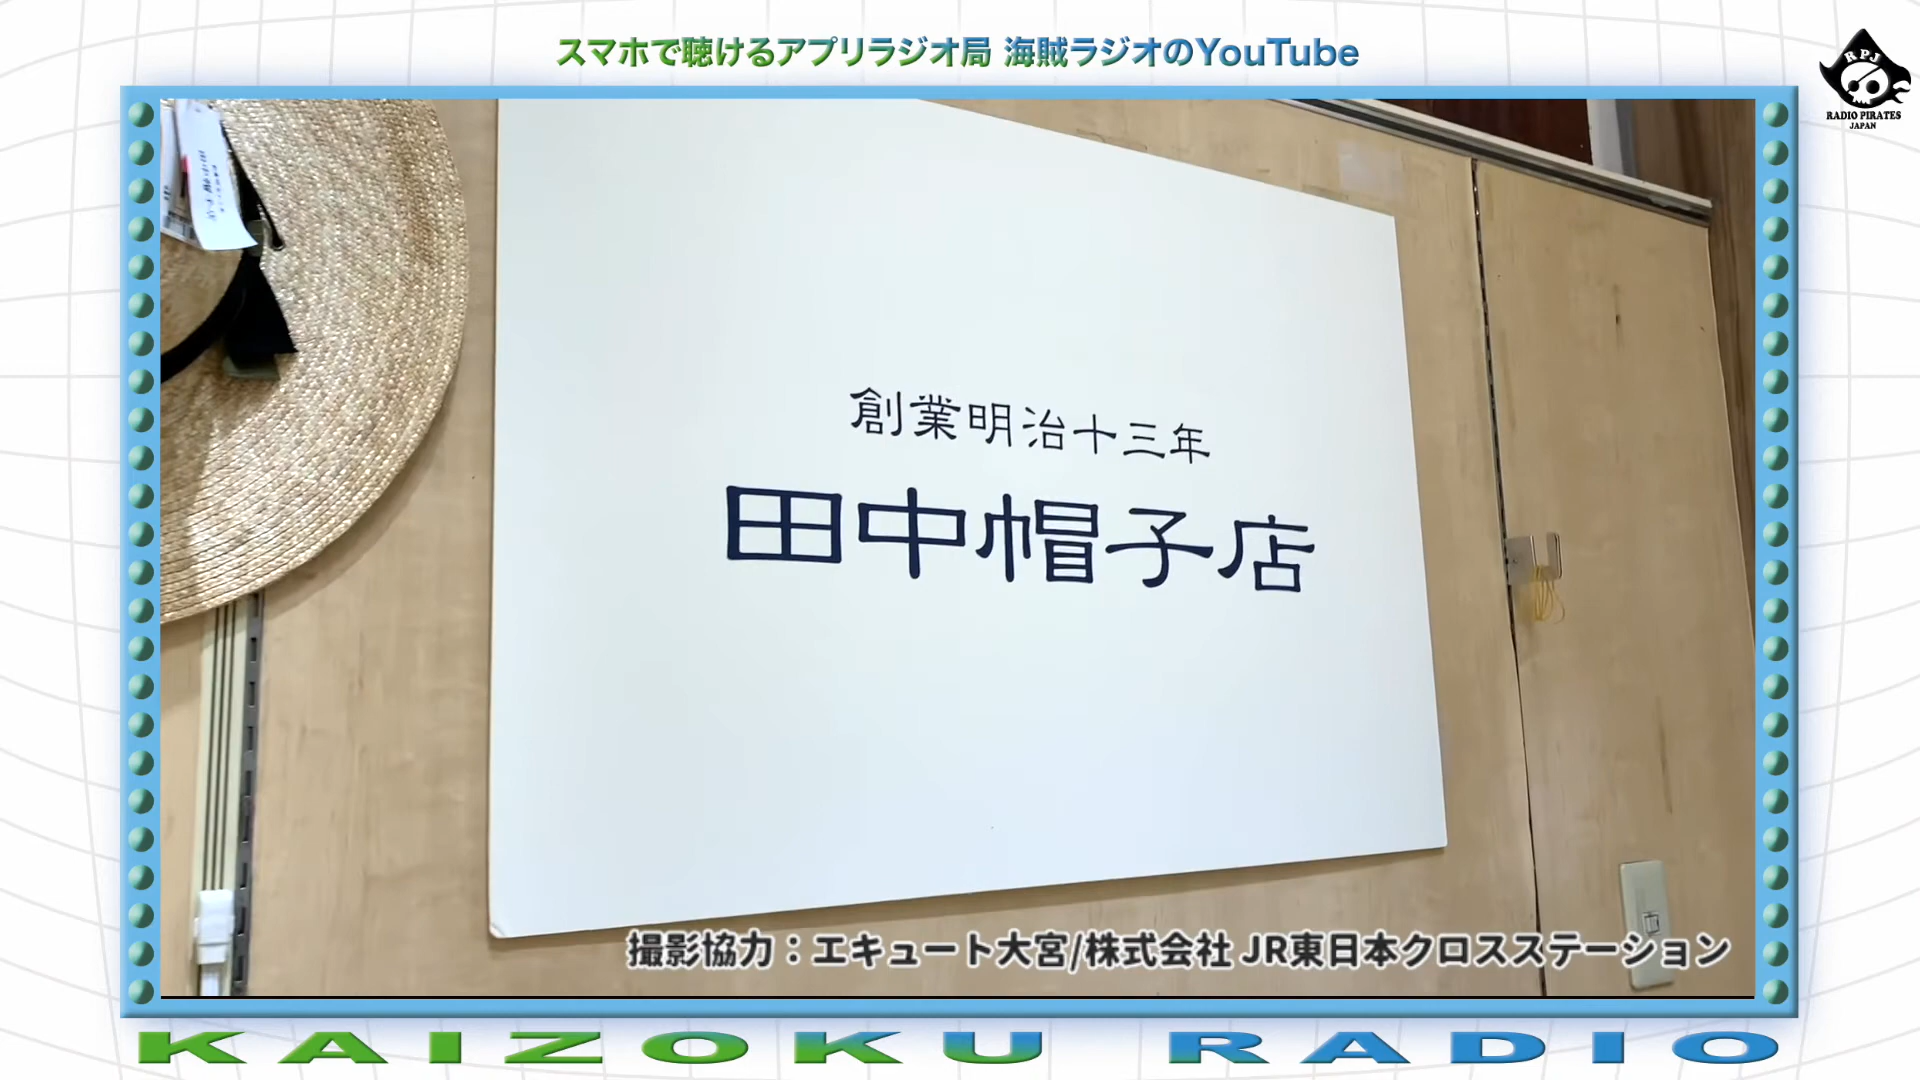 スマホで聴けるアプリラジオ局 海賊ラジオのYouTube
RPJ
RADIO PIRATES
JAPAN
創業明治十三年
田中帽子店
撮影協力：エキュート大宮/株式会社 JR東日本クロスステーション
KAIZOKU RADIO